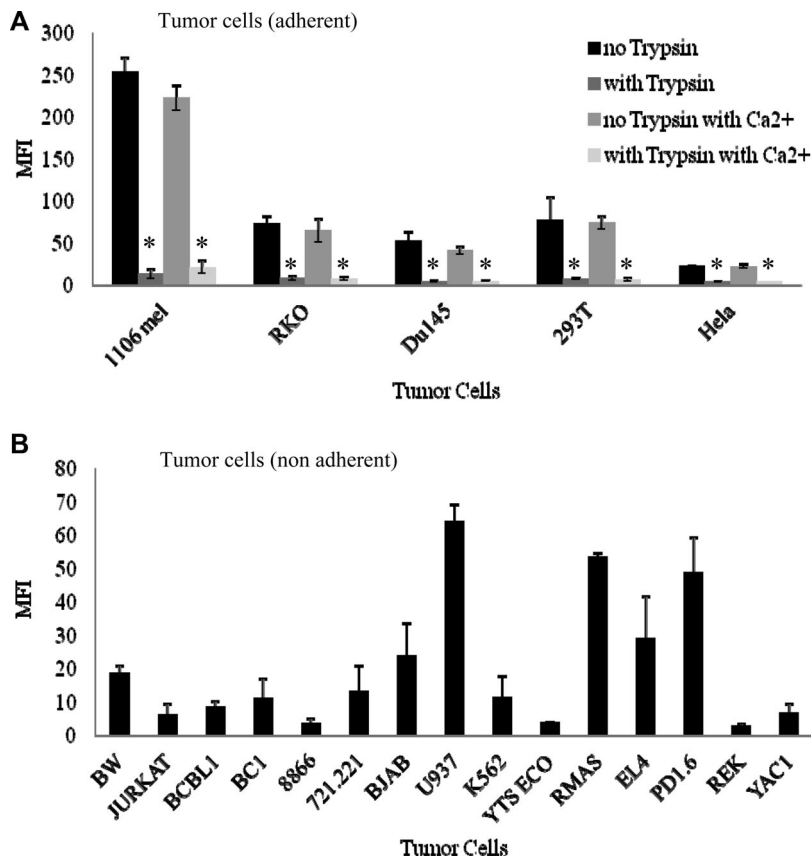 A
Tumor cells (adherent)
300
250
200
150
100
50
0
MFI
no Trypsin
with Trypsin
no Trypsin with Ca2+
with Trypsin with Ca2+
* * * * * * * * * *
1106 mel RKO Du145 293T Hela
Tumor Cells
B
Tumor cells (non adherent)
80
70
60
50
40
30
20
10
0
MFI
BW JURKAT BCBL1 BC1 8866 721.221 BJAB U937 K562 YTS ECO RMAS EL4 PD1.6 REK YAC1
Tumor Cells